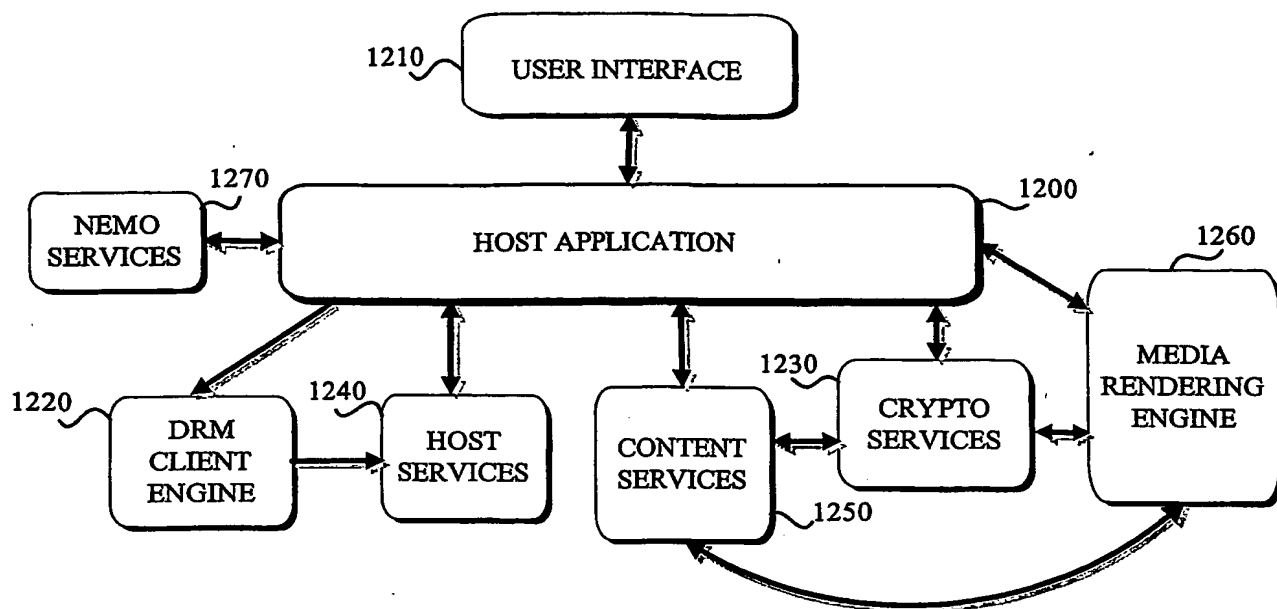 1210
USER INTERFACE
1270
NEMO
SERVICES
1200
HOST APPLICATION
1260
MEDIA
RENDERING
ENGINE
1220
DRM
CLIENT
ENGINE
1240
HOST
SERVICES
CONTENT
SERVICES
1250
1230
CRYPTO
SERVICES